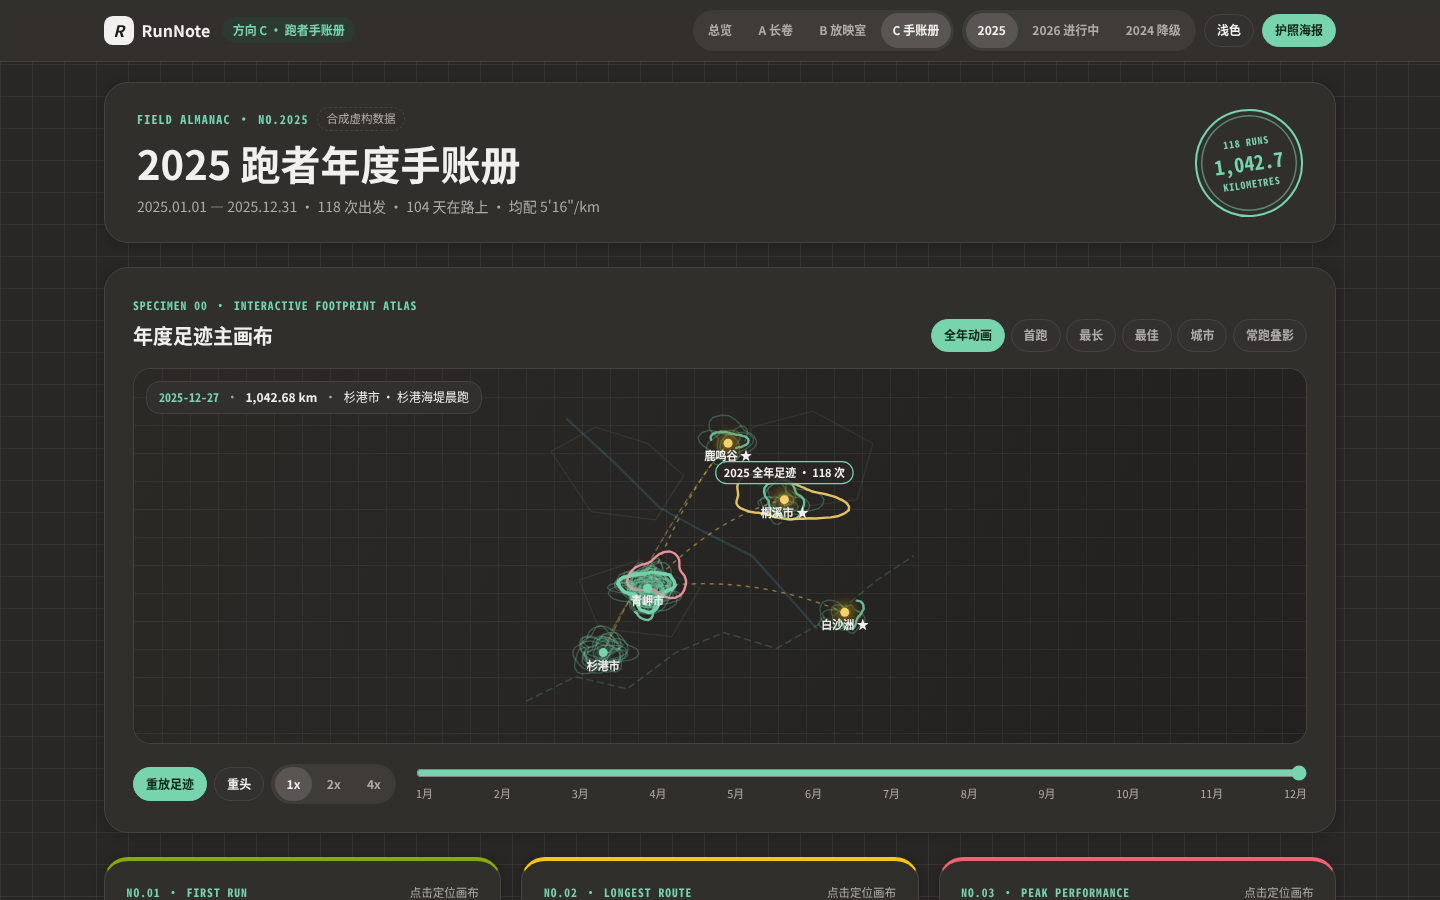 R RunNote 方向 C · 跑者手账册 总览 A 长卷 B 放映室 C 手账册 2025 2026 进行中 2024 降级 浅色 护照海报
FIELD ALMANAC • NO.2025 合成虚构数据
2025 跑者年度手账册
2025.01.01 — 2025.12.31 · 118 次出发 · 104 天在路上 · 均配 5'16"/km
118 RUNS
1,042.7
KILOMETRES
SPECIMEN 00 • INTERACTIVE FOOTPRINT ATLAS
年度足迹主画布
全年动画 首跑 最长 最佳 城市 常跑叠影
2025-12-27 · 1,042.68 km · 杉港市 · 杉港海堤晨跑
鹿鸣谷 ★
2025 全年足迹 · 118 次
桐溪市 ★
青岬市
白沙洲 ★
杉港市
重放足迹 重头 1x 2x 4x
1月 2月 3月 4月 5月 6月 7月 8月 9月 10月 11月 12月
NO.01 • FIRST RUN 点击定位画布
NO.02 • LONGEST ROUTE 点击定位画布
NO.03 • PEAK PERFORMANCE 点击定位画布